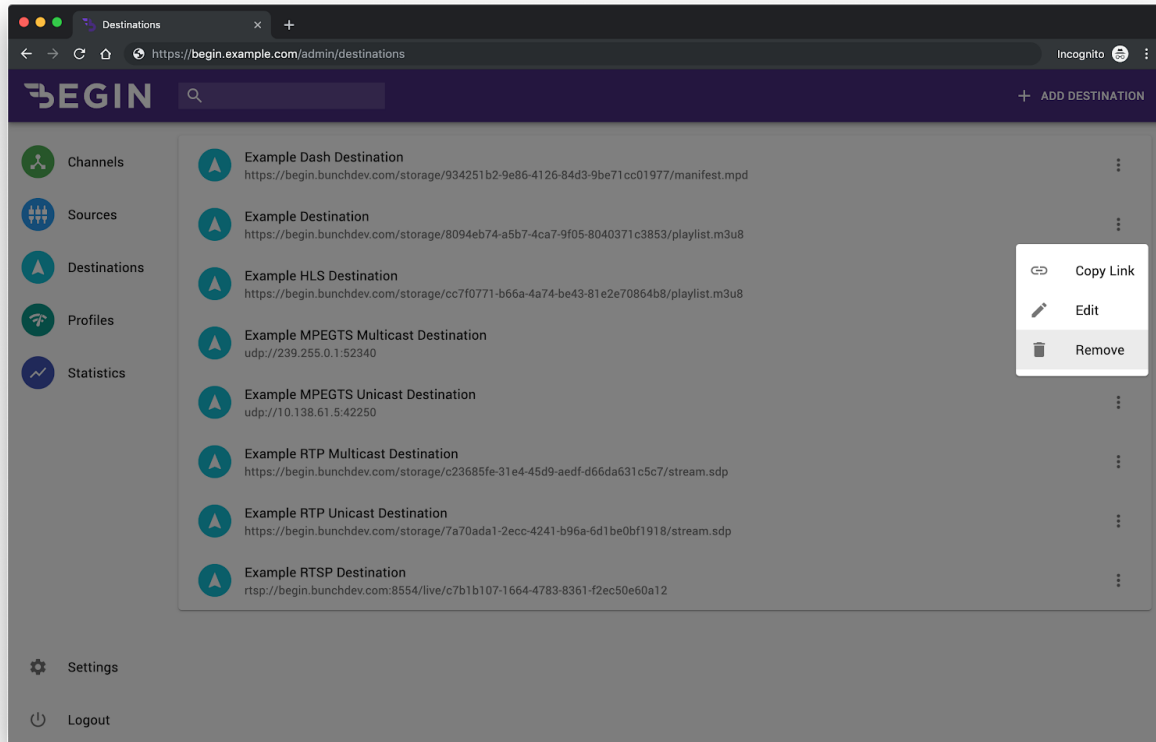 Destinations
https://begin.example.com/admin/destinations
Incognito
BEGIN
ADD DESTINATION
Channels
Sources
Destinations
Profiles
Statistics
Settings
Logout
Example Dash Destination
https://begin.bunchdev.com/storage/934251b2-9e86-4126-84d3-9be71cc01977/manifest.mpd
Example Destination
https://begin.bunchdev.com/storage/8094eb74-a5b7-4ca7-9f05-8040371c3853/playlist.m3u8
Example HLS Destination
https://begin.bunchdev.com/storage/cc7f0771-b66a-4a74-be43-81e2e70864b8/playlist.m3u8
Example MPEGTS Multicast Destination
udp://239.255.0.1:52340
Example MPEGTS Unicast Destination
udp://10.138.61.5:42250
Example RTP Multicast Destination
https://begin.bunchdev.com/storage/c23685fe-31e4-45d9-aedf-d66da631c5c7/stream.sdp
Example RTP Unicast Destination
https://begin.bunchdev.com/storage/7a70ada1-2ecc-4241-b96a-6d1be0bf1918/stream.sdp
Example RTSP Destination
rtsp://begin.bunchdev.com:8554/live/c7b1b107-1664-4783-8361-f2ec50e60a12
Copy Link
Edit
Remove